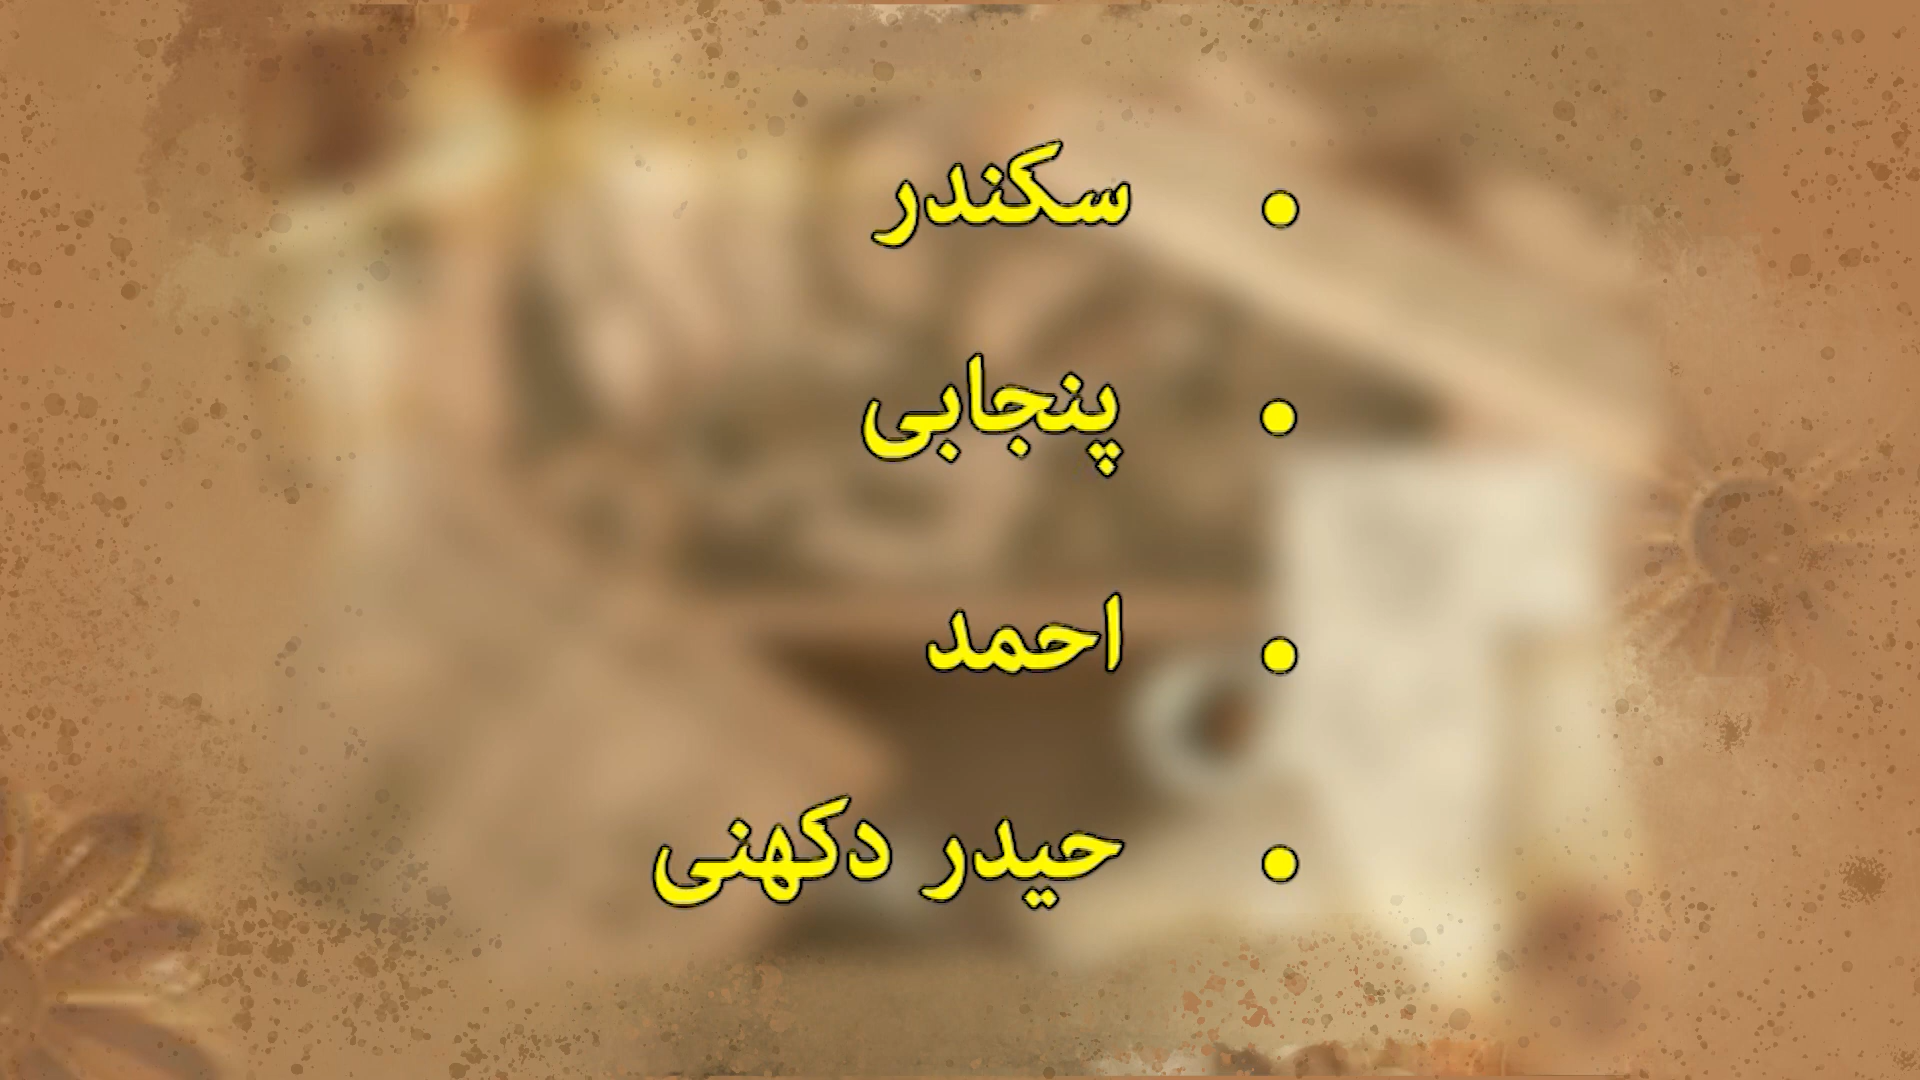 • سکندر
• پنجابی
• احمد
• حیدر دکھنی